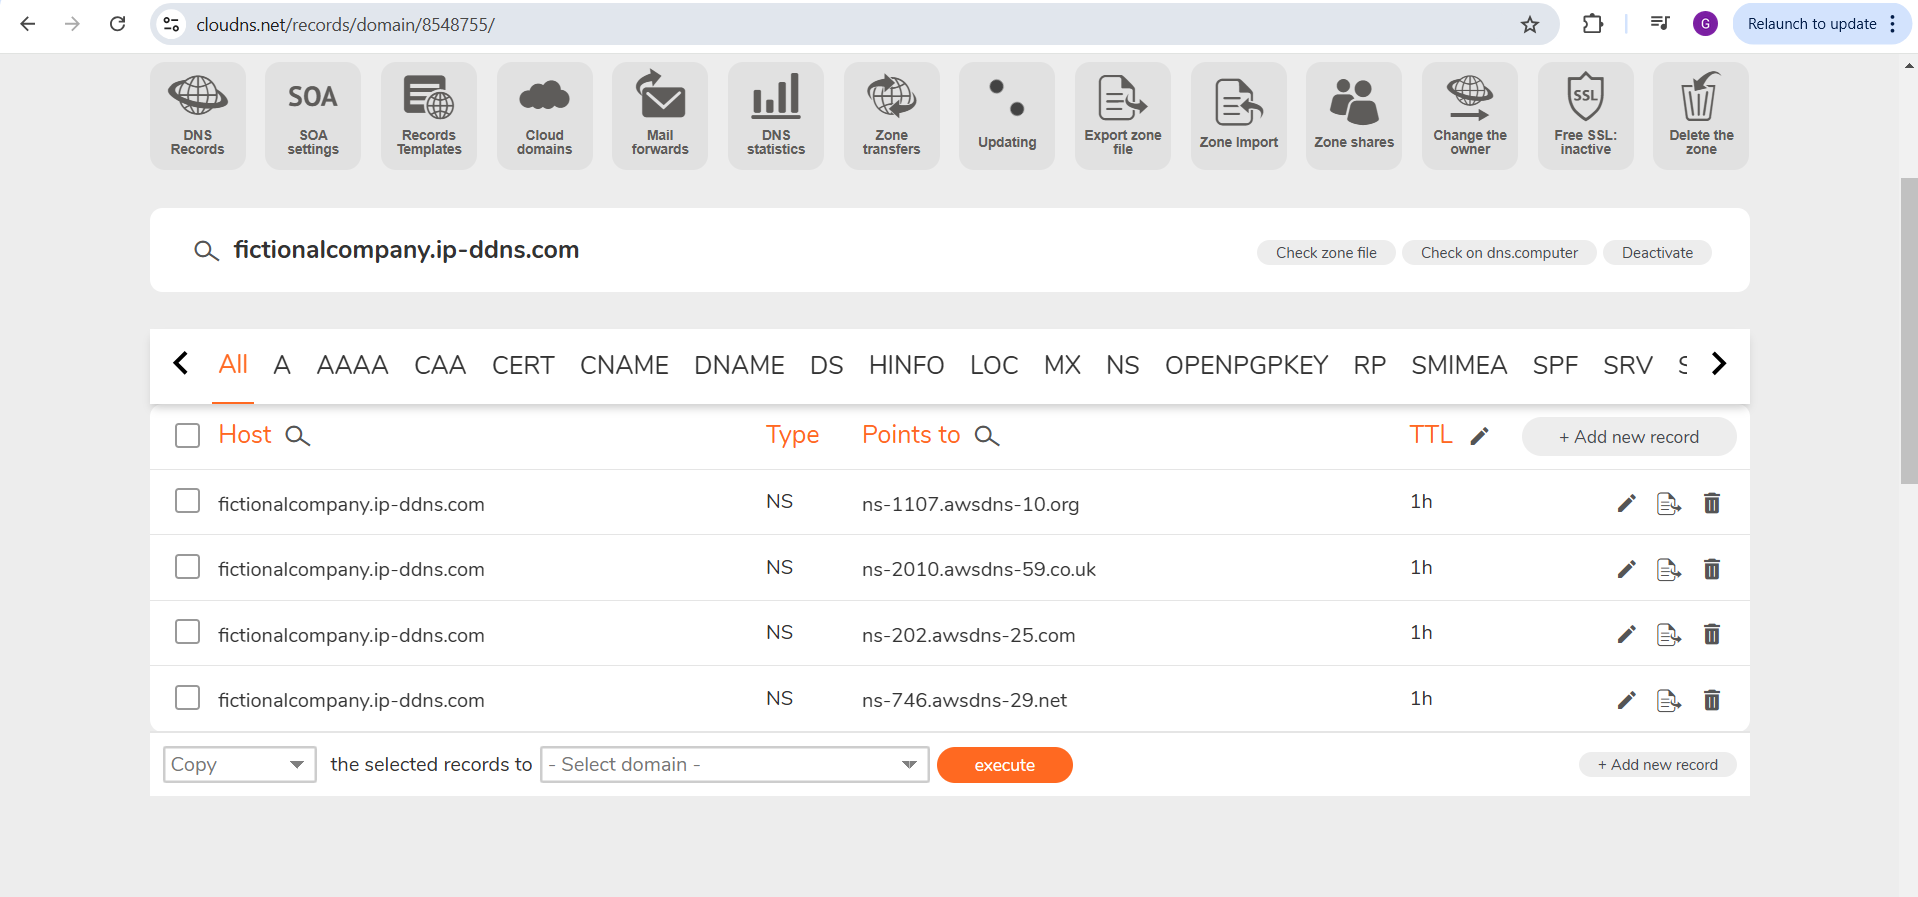 cloudns.net/records/domain/8548755/
G
Relaunch to update
DNS Records
SOA
SOA settings
Records Templates
Cloud domains
Mail forwards
DNS statistics
Zone transfers
Updating
Export zone file
Zone Import
Zone shares
Change the owner
SSL
Free SSL: inactive
Delete the zone
fictionalcompany.ip-ddns.com
Check zone file
Check on dns.computer
Deactivate
All A AAAA CAA CERT CNAME DNAME DS HINFO LOC MX NS OPENPGPKEY RP SMIMEA SPF SRV
Host Type Points to TTL + Add new record
fictionalcompany.ip-ddns.com NS ns-1107.awsdns-10.org 1h
fictionalcompany.ip-ddns.com NS ns-2010.awsdns-59.co.uk 1h
fictionalcompany.ip-ddns.com NS ns-202.awsdns-25.com 1h
fictionalcompany.ip-ddns.com NS ns-746.awsdns-29.net 1h
Copy the selected records to - Select domain - execute + Add new record